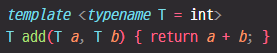 template <typename T = int>
T add(T a, T b) { return a + b; }